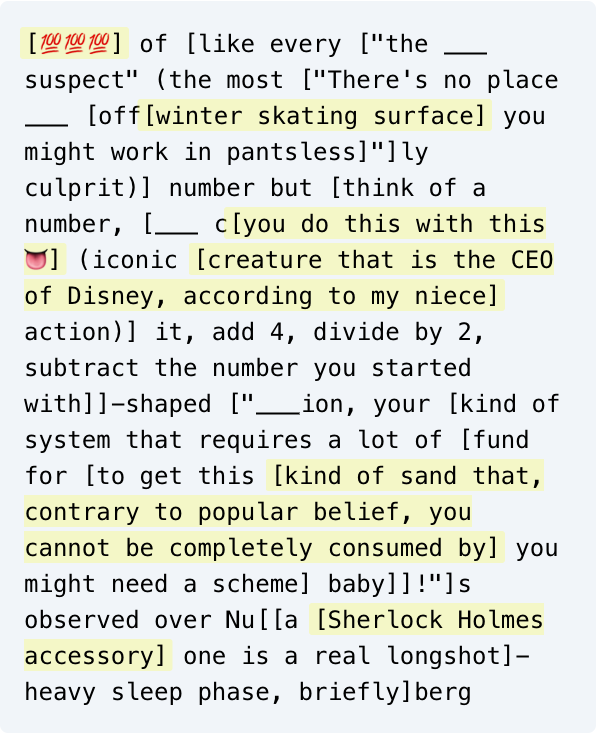 [💯💯💯] of [like every ["the ___
suspect" (the most ["There's no place
___ [off[winter skating surface] you
might work in pantsless]"]ly
culprit)] number but [think of a
number, [___ c[you do this with this
👅] (iconic [creature that is the CEO
of Disney, according to my niece]
action)] it, add 4, divide by 2,
subtract the number you started
with]]-shaped ["___ion, your [kind of
system that requires a lot of [fund
for [to get this [kind of sand that,
contrary to popular belief, you
cannot be completely consumed by] you
might need a scheme] baby]]!"]s
observed over Nu[[a [Sherlock Holmes
accessory] one is a real longshot]-
heavy sleep phase, briefly]berg